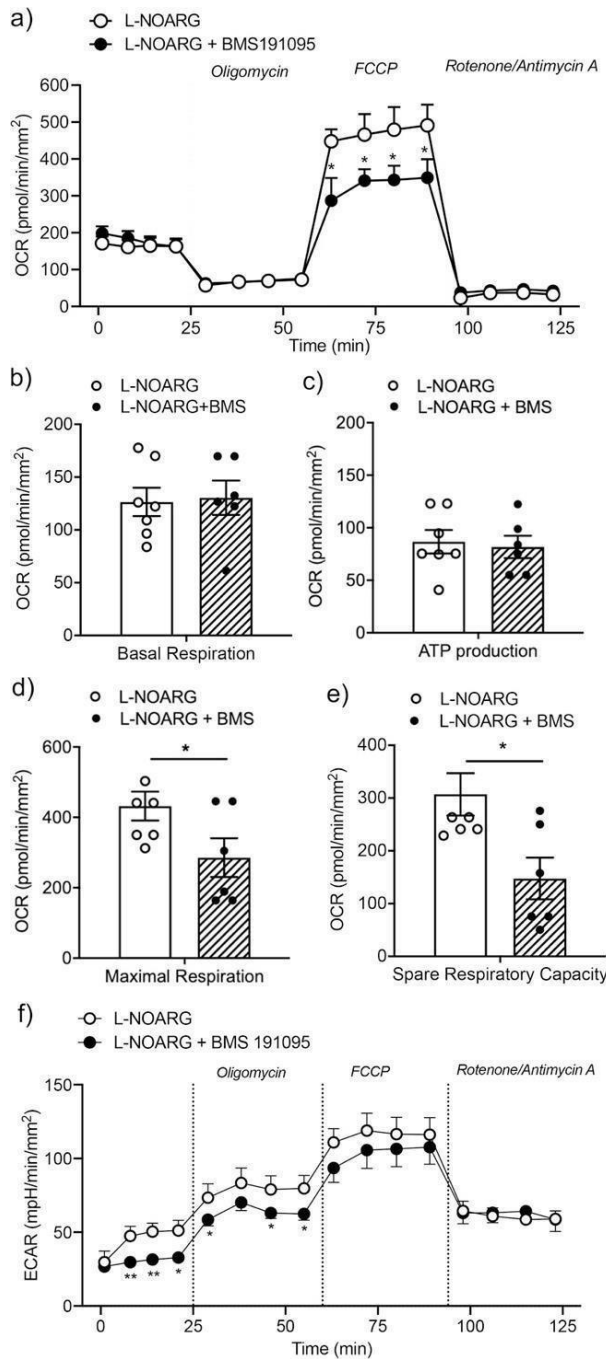 a)
L-NOARG
L-NOARG + BMS191095
Oligomycin FCCP Rotenone/Antimycin A
OCR (pmol/min/mm²)
600
500
400
300
200
100
0
* * * *
0 25 50 75 100 125
Time (min)
b)
L-NOARG
L-NOARG+BMS
OCR (pmol/min/mm²)
200
150
100
50
0
Basal Respiration
c)
L-NOARG
L-NOARG + BMS
OCR (pmol/min/mm²)
200
150
100
50
0
ATP production
d)
L-NOARG
L-NOARG + BMS
*
OCR (pmol/min/mm²)
600
400
200
0
Maximal Respiration
e)
L-NOARG
L-NOARG + BMS
*
OCR (pmol/min/mm²)
400
300
200
100
0
Spare Respiratory Capacity
f)
L-NOARG
L-NOARG + BMS 191095
Oligomycin FCCP Rotenone/Antimycin A
ECAR (mpH/min/mm²)
150
100
50
0
** ** * * * *
0 25 50 75 100 125
Time (min)